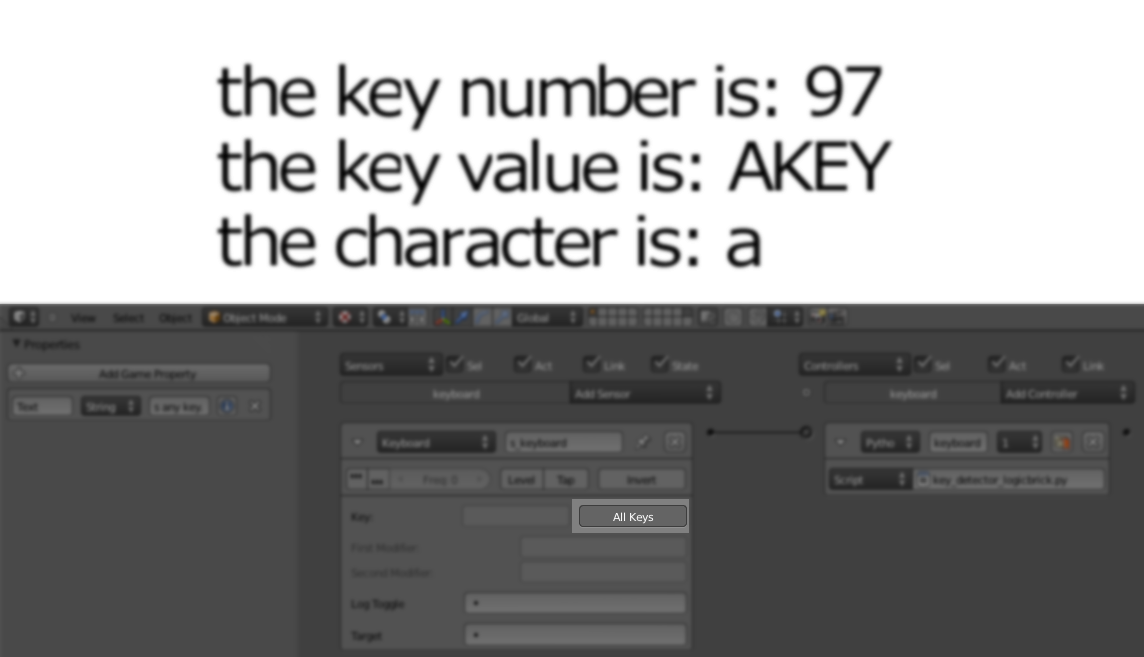 the key number is: 97
the key value is: AKEY
the character is: a
View Select Object Object Mode Global
Properties
Sensors Sel Act Link State Controllers Sel Act Link
Add Game Property
keyboard Add Sensor keyboard Add Controller
Text String s any key
Keyboard s_keyboard Pytho keyboard 1
Freq: 0 Level Tap Invert Script key_detector_logicbrick.py
Key: All Keys
First Modifier:
Second Modifier:
Log Toggle
Target